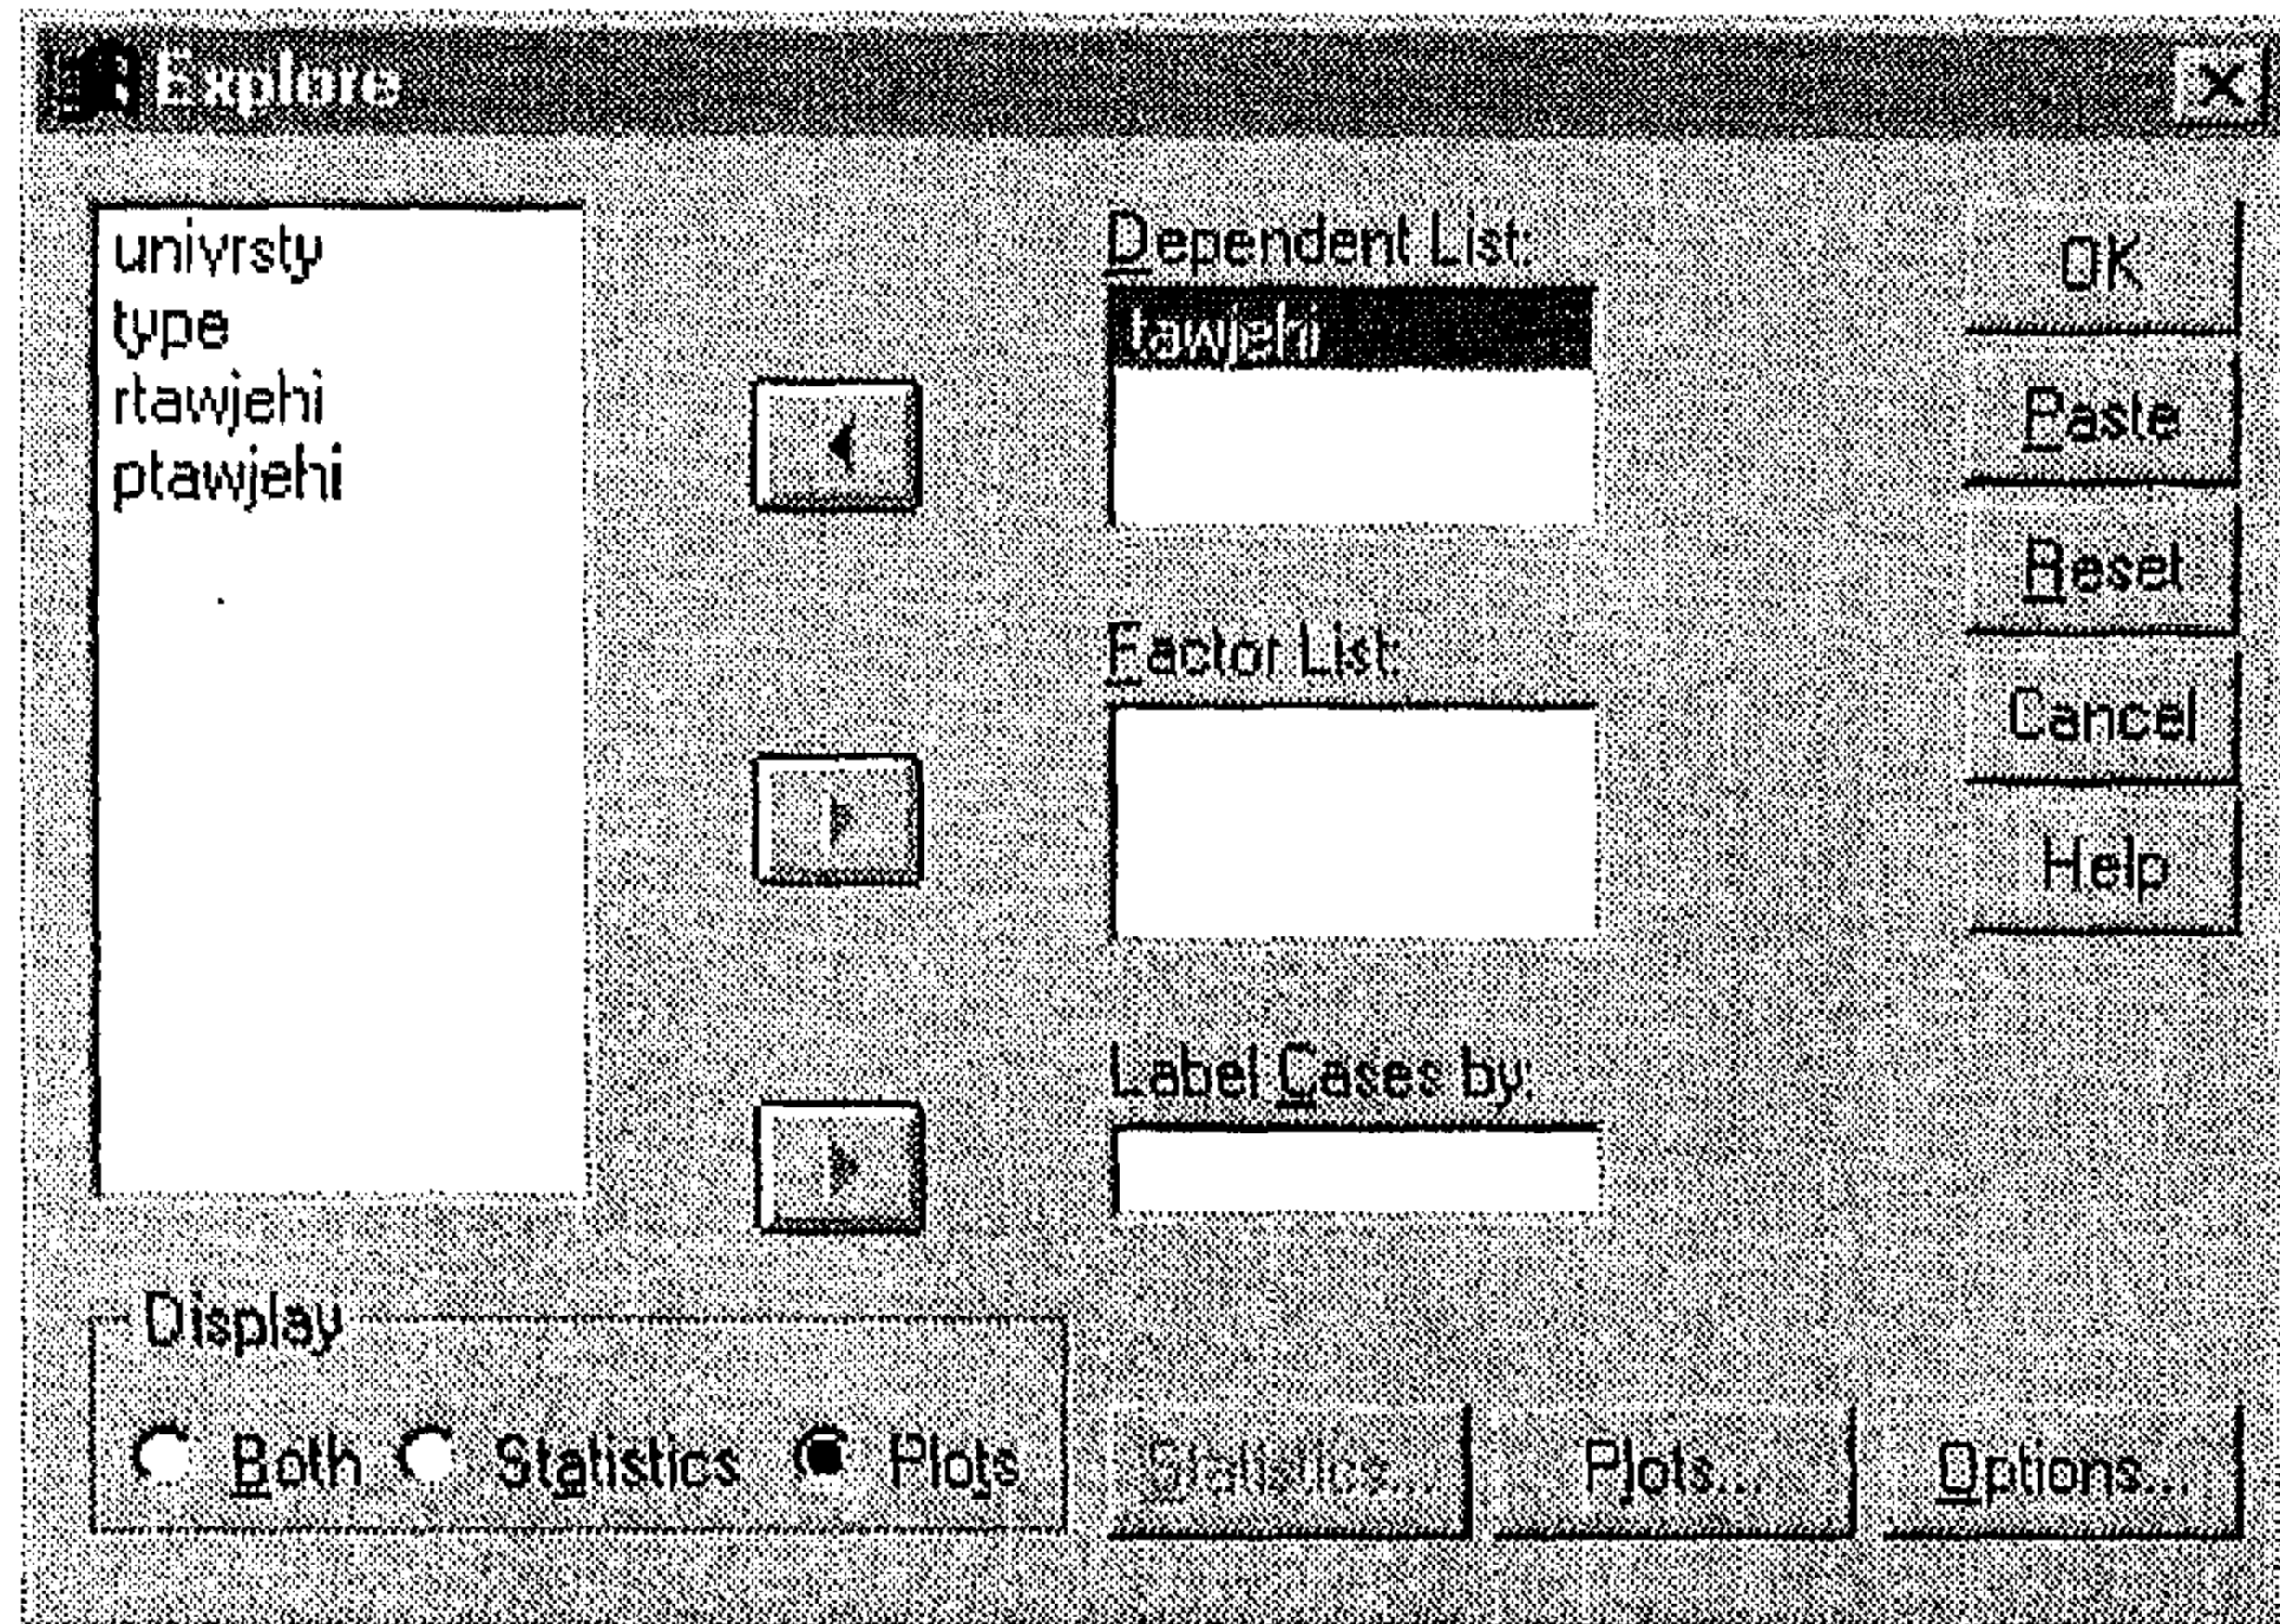 Explore
univrsty
type
rtawjehi
ptawjehi
Dependent List:
tawjehi
Factor List:
Label Cases by:
OK
Paste
Reset
Cancel
Help
Display
Both Statistics Plots
Statistics... Plots... Options...